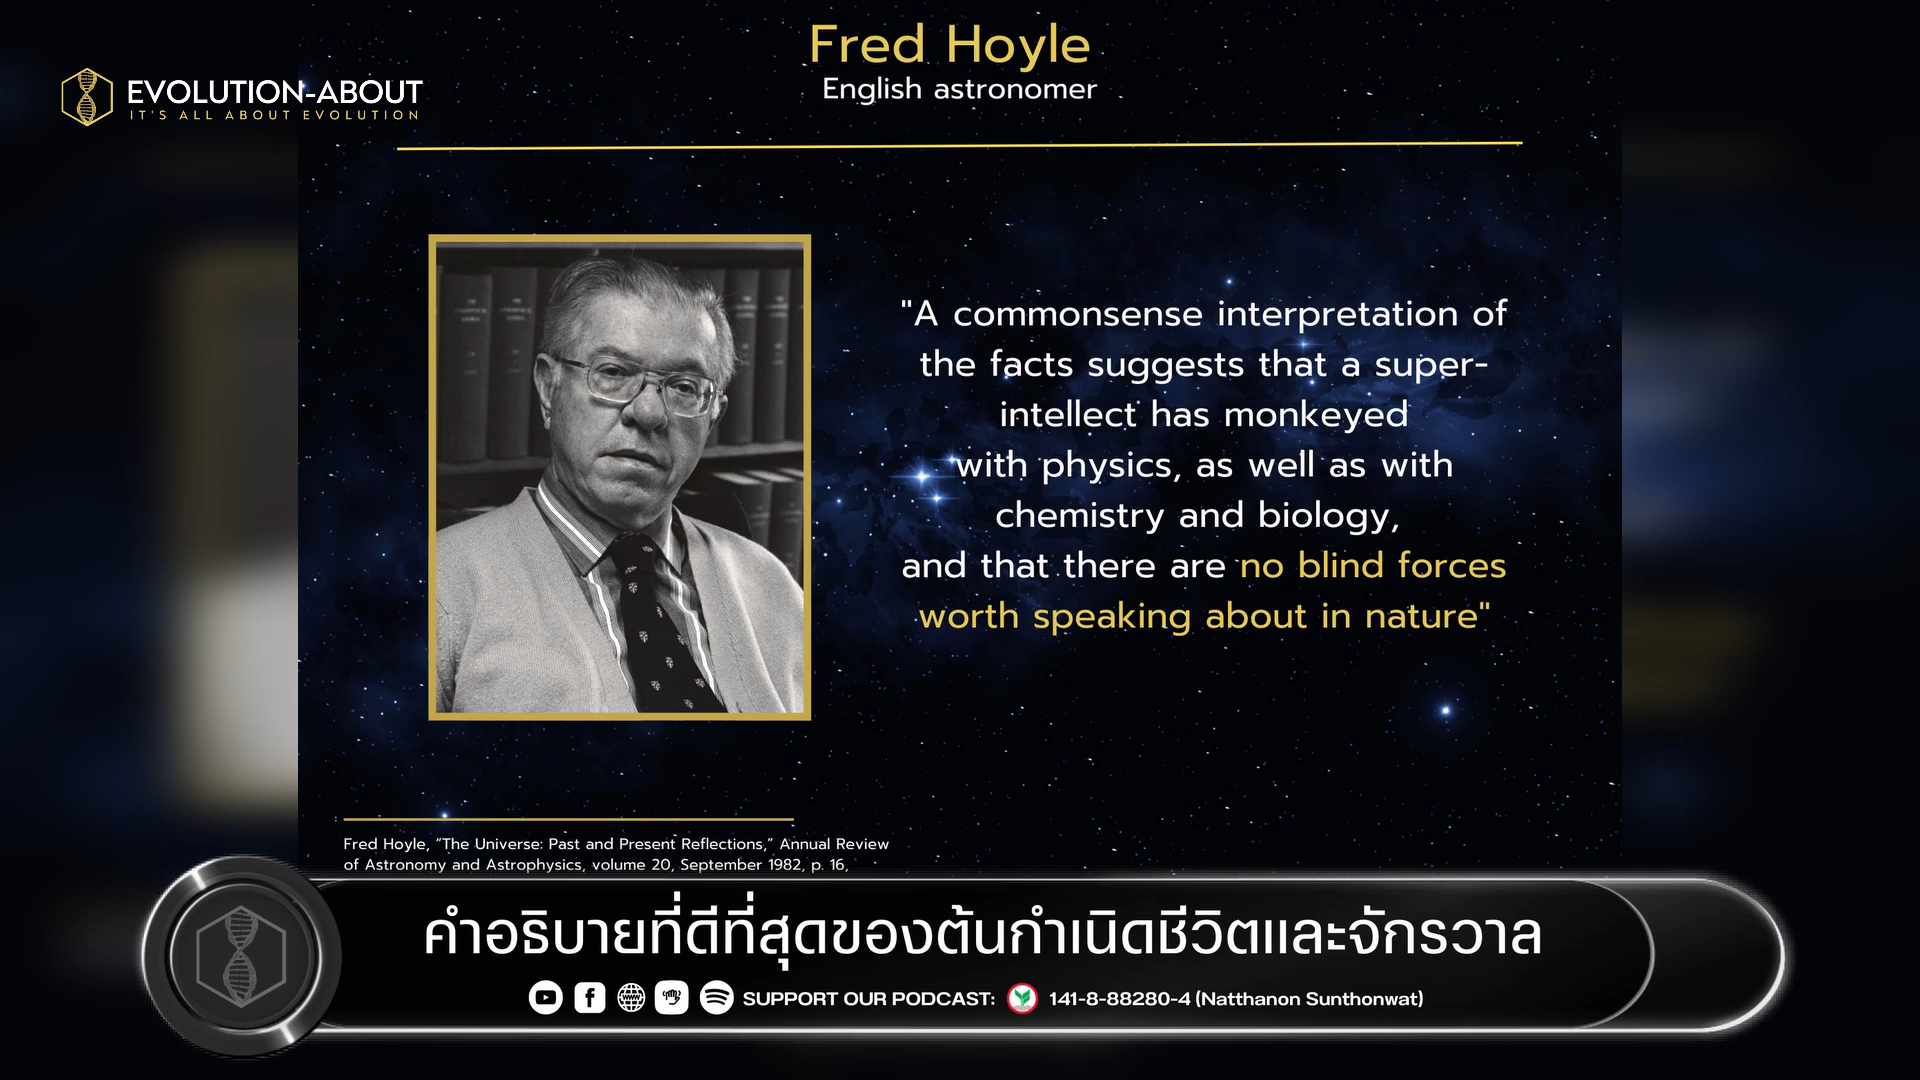 Fred Hoyle
English astronomer
EVOLUTION-ABOUT
IT'S ALL ABOUT EVOLUTION
"A commonsense interpretation of
the facts suggests that a super-
intellect has monkeyed
with physics, as well as with
chemistry and biology,
and that there are no blind forces
worth speaking about in nature"
Fred Hoyle, “The Universe: Past and Present Reflections,” Annual Review
of Astronomy and Astrophysics, volume 20, September 1982, p. 16,
คำอธิบายที่ดีที่สุดของต้นกำเนิดชีวิตและจักรวาล
SUPPORT OUR PODCAST: 141-8-88280-4 (Natthanon Sunthonwat)